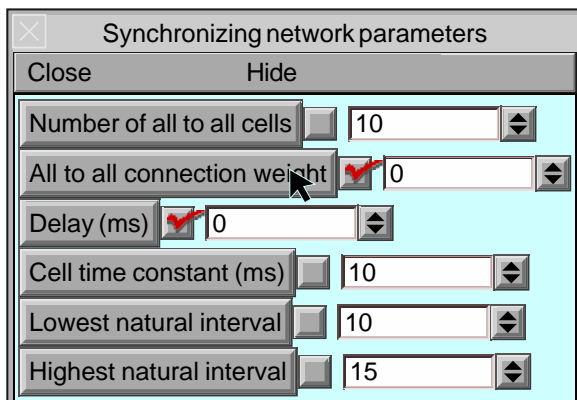 Synchronizing network parameters
Close Hide
Number of all to all cells 10
All to all connection weight 0
Delay (ms) 0
Cell time constant (ms) 10
Lowest natural interval 10
Highest natural interval 15